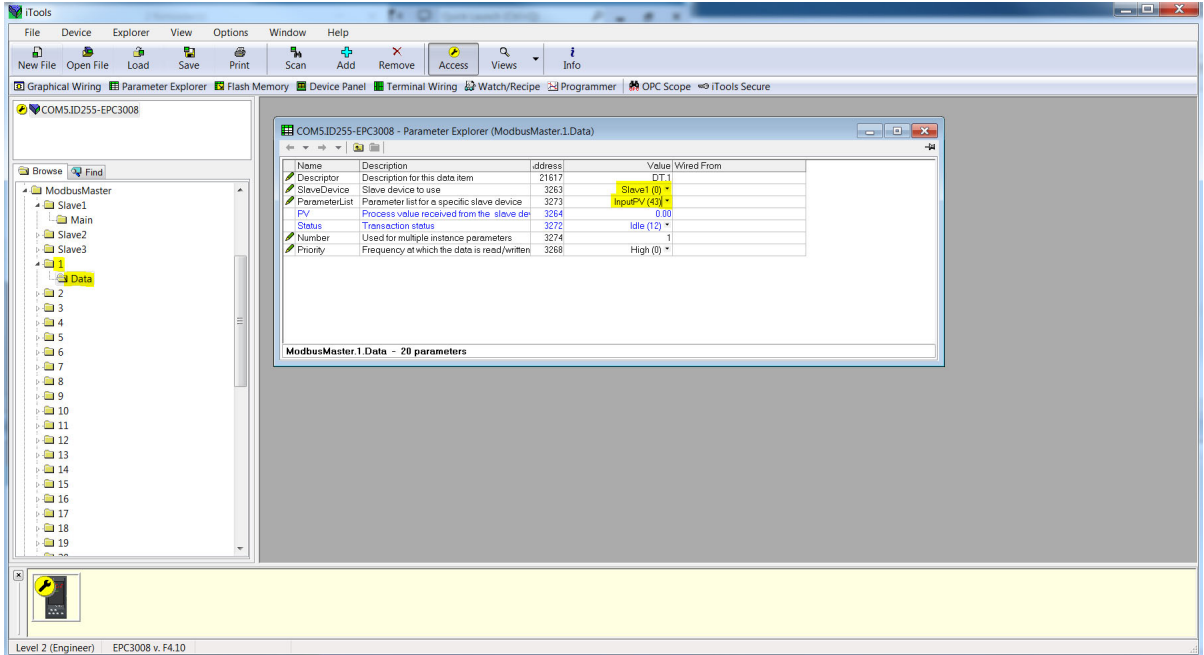 iTools
File Device Explorer View Options Window Help
New File Open File Load Save Print Scan Add Remove Access Views Info
Graphical Wiring Parameter Explorer Flash Memory Device Panel Terminal Wiring Watch/Recipe Programmer OPC Scope iTools Secure
COM5.ID255-EPC3008
Browse Find
ModbusMaster
Slave1
Main
Slave2
Slave3
1
Data
2
3
4
5
6
7
8
9
10
11
12
13
14
15
16
17
18
19
COM5.ID255-EPC3008 - Parameter Explorer (ModbusMaster.1.Data)
Name Description ddress Value Wired From
Descriptor Description for this data item 21617 DT.1
SlaveDevice Slave device to use 3263 Slave1 (0)
ParameterList Parameter list for a specific slave device 3273 InputPV (43)
PV Process value received from the slave de 3264 0.00
Status Transaction status 3272 Idle (12)
Number Used for multiple instance parameters 3274 1
Priority Frequency at which the data is read/written 3268 High (0)
ModbusMaster.1.Data - 20 parameters
Level 2 (Engineer) EPC3008 v. F4.10